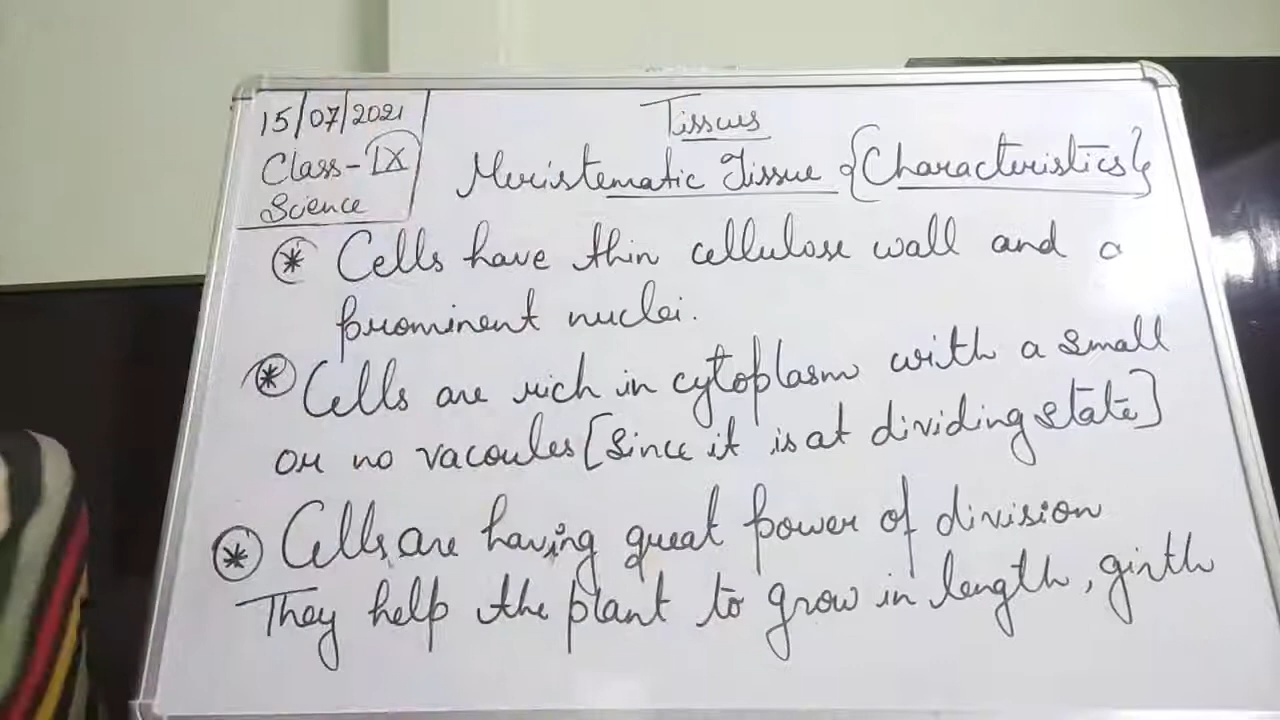 15/07/2021
Class-IX
Science
Tissues
Meristematic Tissue {Characteristics}
* Cells have thin cellulose wall and a
prominent nuclei.
* Cells are rich in cytoplasm with a small
or no vacoules [Since it is at dividing state]
* Cells are having great power of division
They help the plant to grow in length, girth